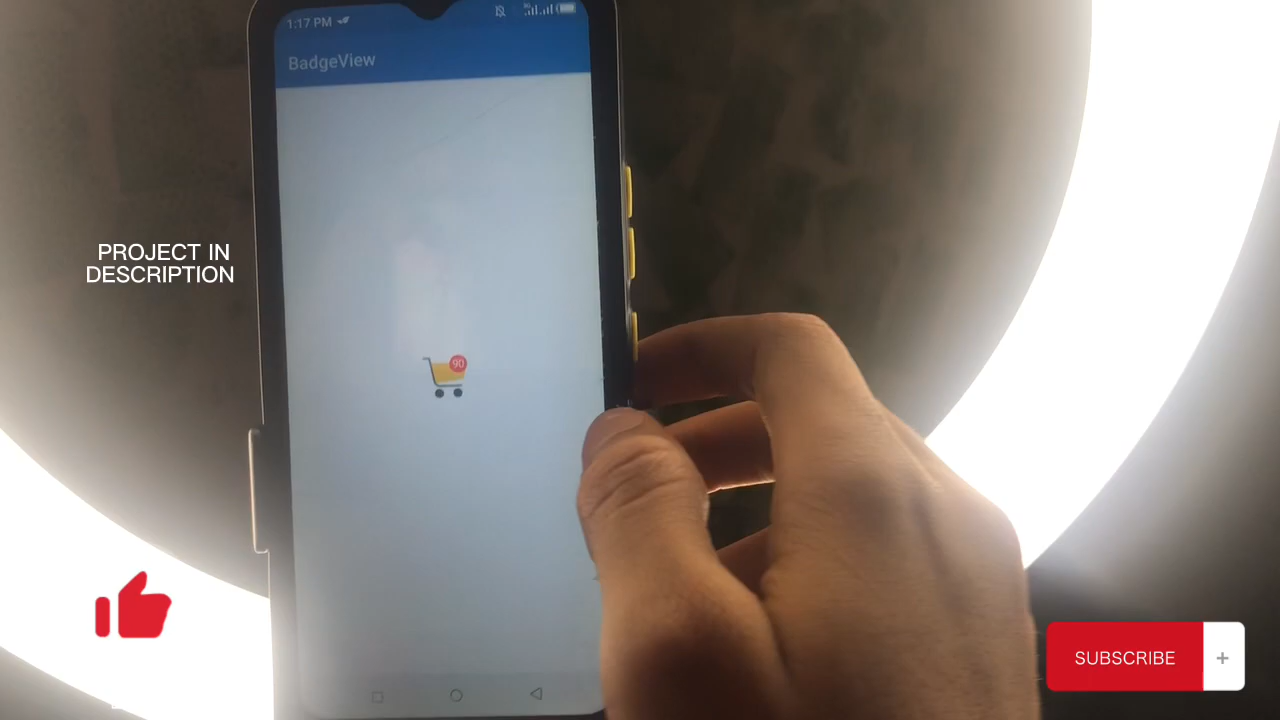 1:17 PM
BadgeView
PROJECT IN
DESCRIPTION
90
SUBSCRIBE +